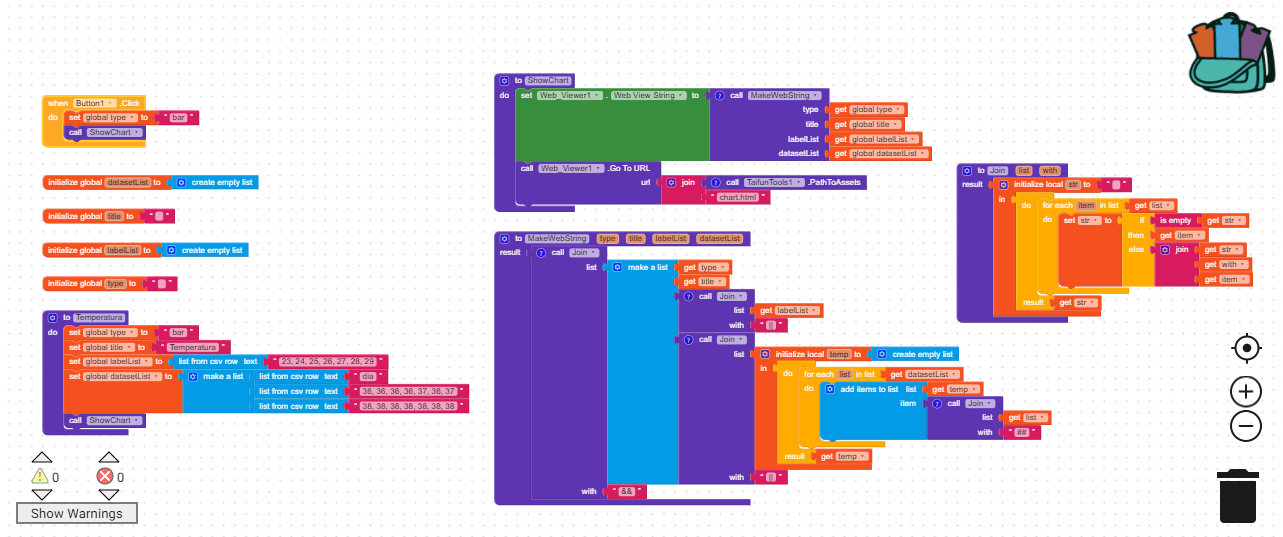 when Button1 .Click
do set global type to " bar "
call ShowChart
initialize global datasetList to create empty list
initialize global title to " "
initialize global labelList to create empty list
initialize global type to " "
to Temperatura
do set global type to " bar "
set global title to " Temperatura "
set global labelList to list from csv row text " 23, 24, 25, 26, 27, 28, 29 "
set global datasetList to make a list list from csv row text " dia "
list from csv row text " 36, 36, 36, 36, 37, 36, 37 "
list from csv row text " 38, 38, 38, 38, 38, 38, 38 "
call ShowChart
0 0
Show Warnings
to ShowChart
do set Web_Viewer1 . Web View String to call MakeWebString
type get global type
title get global title
labelList get global labelList
datasetList get global datasetList
call Web_Viewer1 .Go To URL
url join call TaifunTools1 .PathToAssets
" chart.html "
to MakeWebString type title labelList datasetList
result call Join
list make a list get type
get title
call Join
list get labelList
with " || "
call Join
list initialize local temp to create empty list
in do for each list in list get datasetList
do add items to list list get temp
item call Join
list get list
with " ## "
result get temp
with " || "
with " && "
to Join list with
result initialize local str to " "
in do for each item in list get list
do set str to if is empty get str
then get item
else join get str
get with
get item
result get str